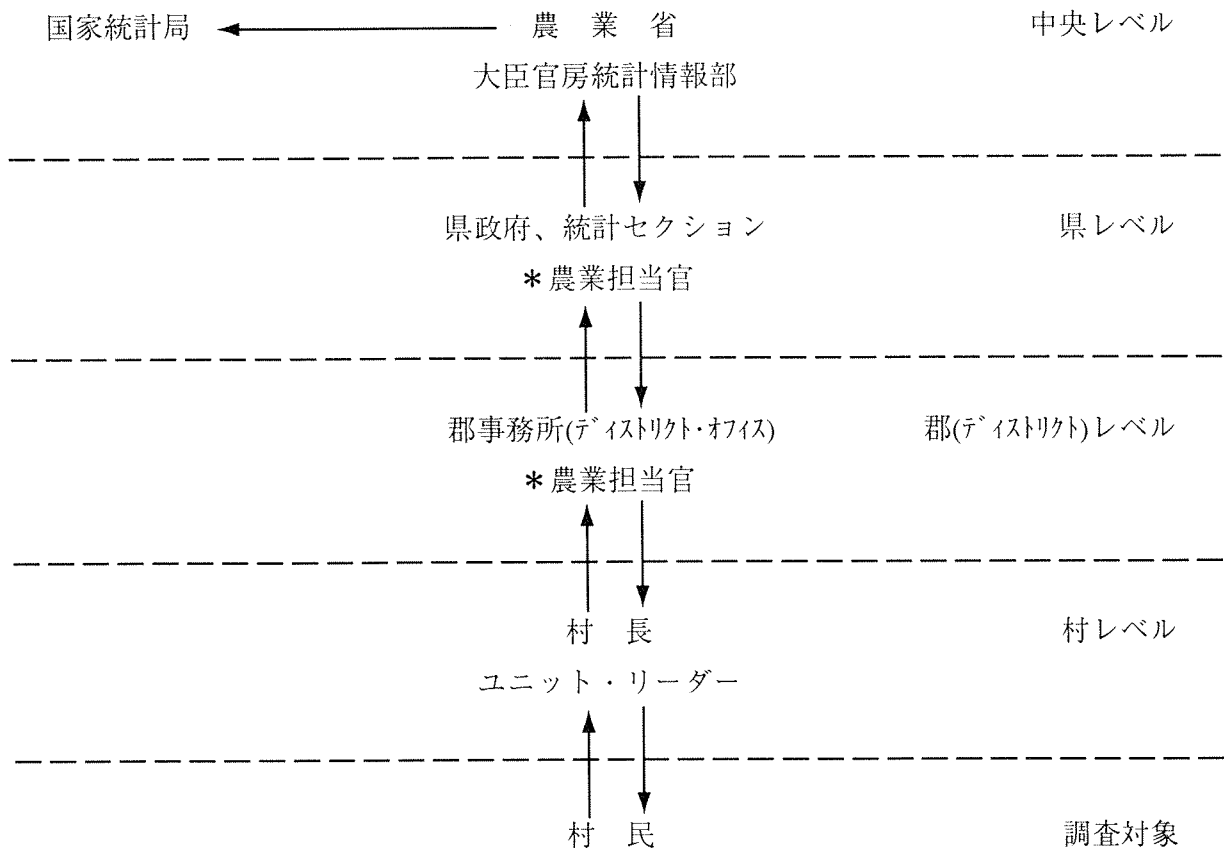 国家統計局 農業省 中央レベル
大臣官房統計情報部
県政府、統計セクション 県レベル
*農業担当官
郡事務所(ディストリクト・オフィス) 郡(ディストリクト)レベル
*農業担当官
村長 村レベル
ユニット・リーダー
村民 調査対象